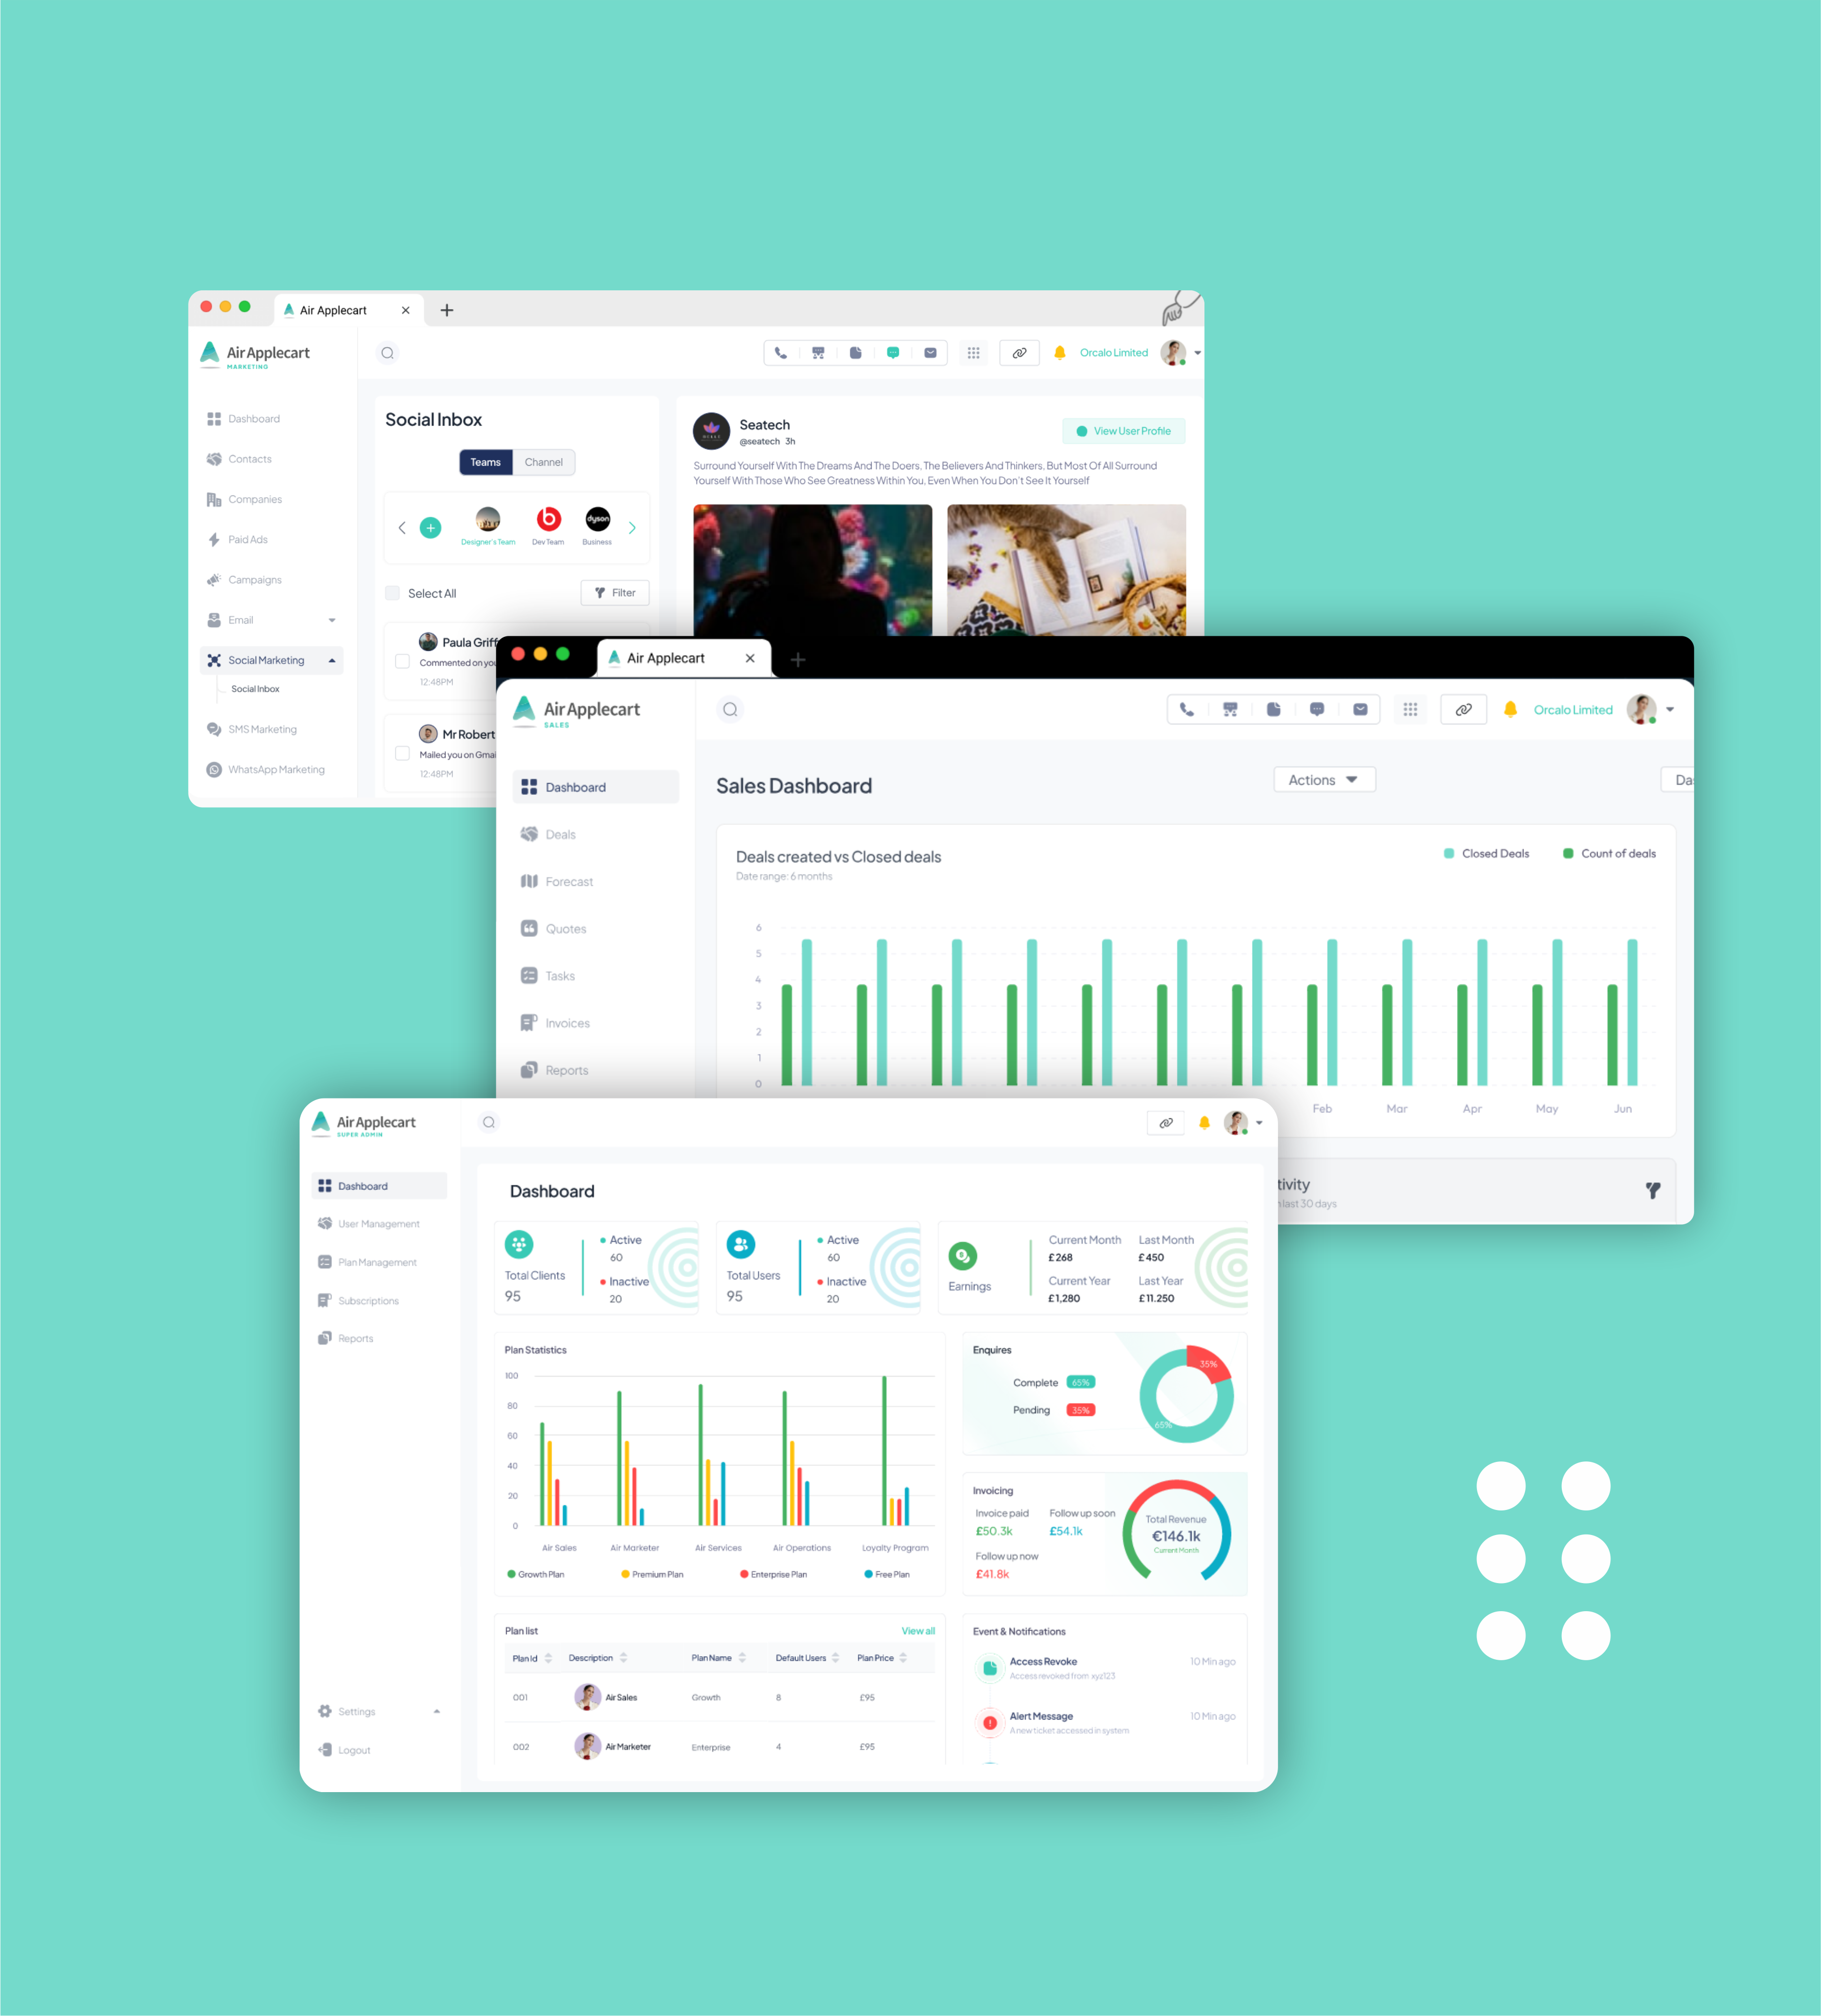 Air Applecart
Air Applecart
MARKETING
Orcalo Limited
Dashboard
Contacts
Companies
Paid Ads
Campaigns
Email
Social Marketing
Social Inbox
SMS Marketing
WhatsApp Marketing
Social Inbox
Teams
Channel
dyson
Designer's Team
Dev Team
Business
Select All
Filter
Paula Griff
Commented on you
12:48PM
Mr Robert
Mailed you on Gmai
12:48PM
Seatech
@seatech 3h
View User Profile
Surround Yourself With The Dreams And The Doers, The Believers And Thinkers, But Most Of All Surround
Yourself With Those Who See Greatness Within You, Even When You Don't See It Yourself
Air Applecart
Air Applecart
SALES
Orcalo Limited
Dashboard
Deals
Forecast
Quotes
Tasks
Invoices
Reports
Sales Dashboard
Actions
Da
Deals created vs Closed deals
Date range: 6 months
Closed Deals
Count of deals
6
5
4
3
2
1
0
Feb
Mar
Apr
May
Jun
tivity
n last 30 days
Air Applecart
SUPER ADMIN
Dashboard
User Management
Plan Management
Subscriptions
Reports
Settings
Logout
Dashboard
Total Clients
95
Active
60
Inactive
20
Total Users
95
Active
60
Inactive
20
Earnings
Current Month
£268
Last Month
£450
Current Year
£1,280
Last Year
£11.250
Plan Statistics
100
80
60
40
20
0
Air Sales
Air Marketer
Air Services
Air Operations
Loyalty Program
Growth Plan
Premium Plan
Enterprise Plan
Free Plan
Enquires
Complete
65%
Pending
35%
35%
65%
Invoicing
Invoice paid
£50.3k
Follow up soon
£54.1k
Follow up now
£41.8k
Total Revenue
€146.1k
Current Month
Plan list
View all
Plan Id
Description
Plan Name
Default Users
Plan Price
001
Air Sales
Growth
8
£95
002
Air Marketer
Enterprise
4
£95
Event & Notifications
Access Revoke
10 Min ago
Access revoked from xyz123
Alert Message
10 Min ago
A new ticket accessed in system